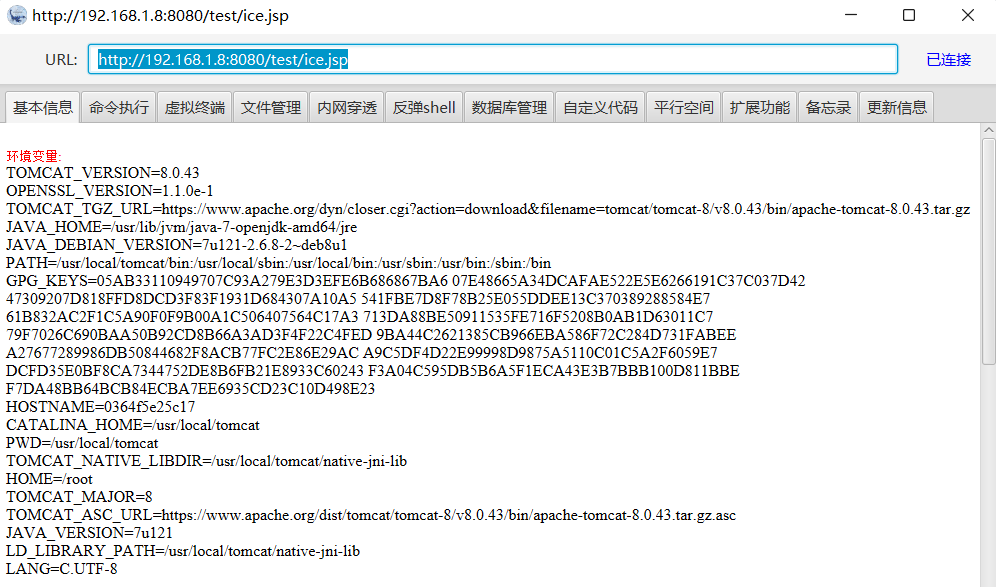 http://192.168.1.8:8080/test/ice.jsp
URL: http://192.168.1.8:8080/test/ice.jsp 已连接
基本信息 命令执行 虚拟终端 文件管理 内网穿透 反弹shell 数据库管理 自定义代码 平行空间 扩展功能 备忘录 更新信息
环境变量:
TOMCAT_VERSION=8.0.43
OPENSSL_VERSION=1.1.0e-1
TOMCAT_TGZ_URL=https://www.apache.org/dyn/closer.cgi?action=download&filename=tomcat/tomcat-8/v8.0.43/bin/apache-tomcat-8.0.43.tar.gz
JAVA_HOME=/usr/lib/jvm/java-7-openjdk-amd64/jre
JAVA_DEBIAN_VERSION=7u121-2.6.8-2~deb8u1
PATH=/usr/local/tomcat/bin:/usr/local/sbin:/usr/local/bin:/usr/sbin:/usr/bin:/sbin:/bin
GPG_KEYS=05AB33110949707C93A279E3D3EFE6B686867BA6 07E48665A34DCAFAE522E5E6266191C37C037D42
47309207D818FFD8DCD3F83F1931D684307A10A5 541FBE7D8F78B25E055DDEE13C370389288584E7
61B832AC2F1C5A90F0F9B00A1C506407564C17A3 713DA88BE50911535FE716F5208B0AB1D63011C7
79F7026C690BAA50B92CD8B66A3AD3F4F22C4FED 9BA44C2621385CB966EBA586F72C284D731FABEE
A27677289986DB50844682F8ACB77FC2E86E29AC A9C5DF4D22E99998D9875A5110C01C5A2F6059E7
DCFD35E0BF8CA7344752DE8B6FB21E8933C60243 F3A04C595DB5B6A5F1ECA43E3B7BBB100D811BBE
F7DA48BB64BCB84ECBA7EE6935CD23C10D498E23
HOSTNAME=0364f5e25c17
CATALINA_HOME=/usr/local/tomcat
PWD=/usr/local/tomcat
TOMCAT_NATIVE_LIBDIR=/usr/local/tomcat/native-jni-lib
HOME=/root
TOMCAT_MAJOR=8
TOMCAT_ASC_URL=https://www.apache.org/dist/tomcat/tomcat-8/v8.0.43/bin/apache-tomcat-8.0.43.tar.gz.asc
JAVA_VERSION=7u121
LD_LIBRARY_PATH=/usr/local/tomcat/native-jni-lib
LANG=C.UTF-8